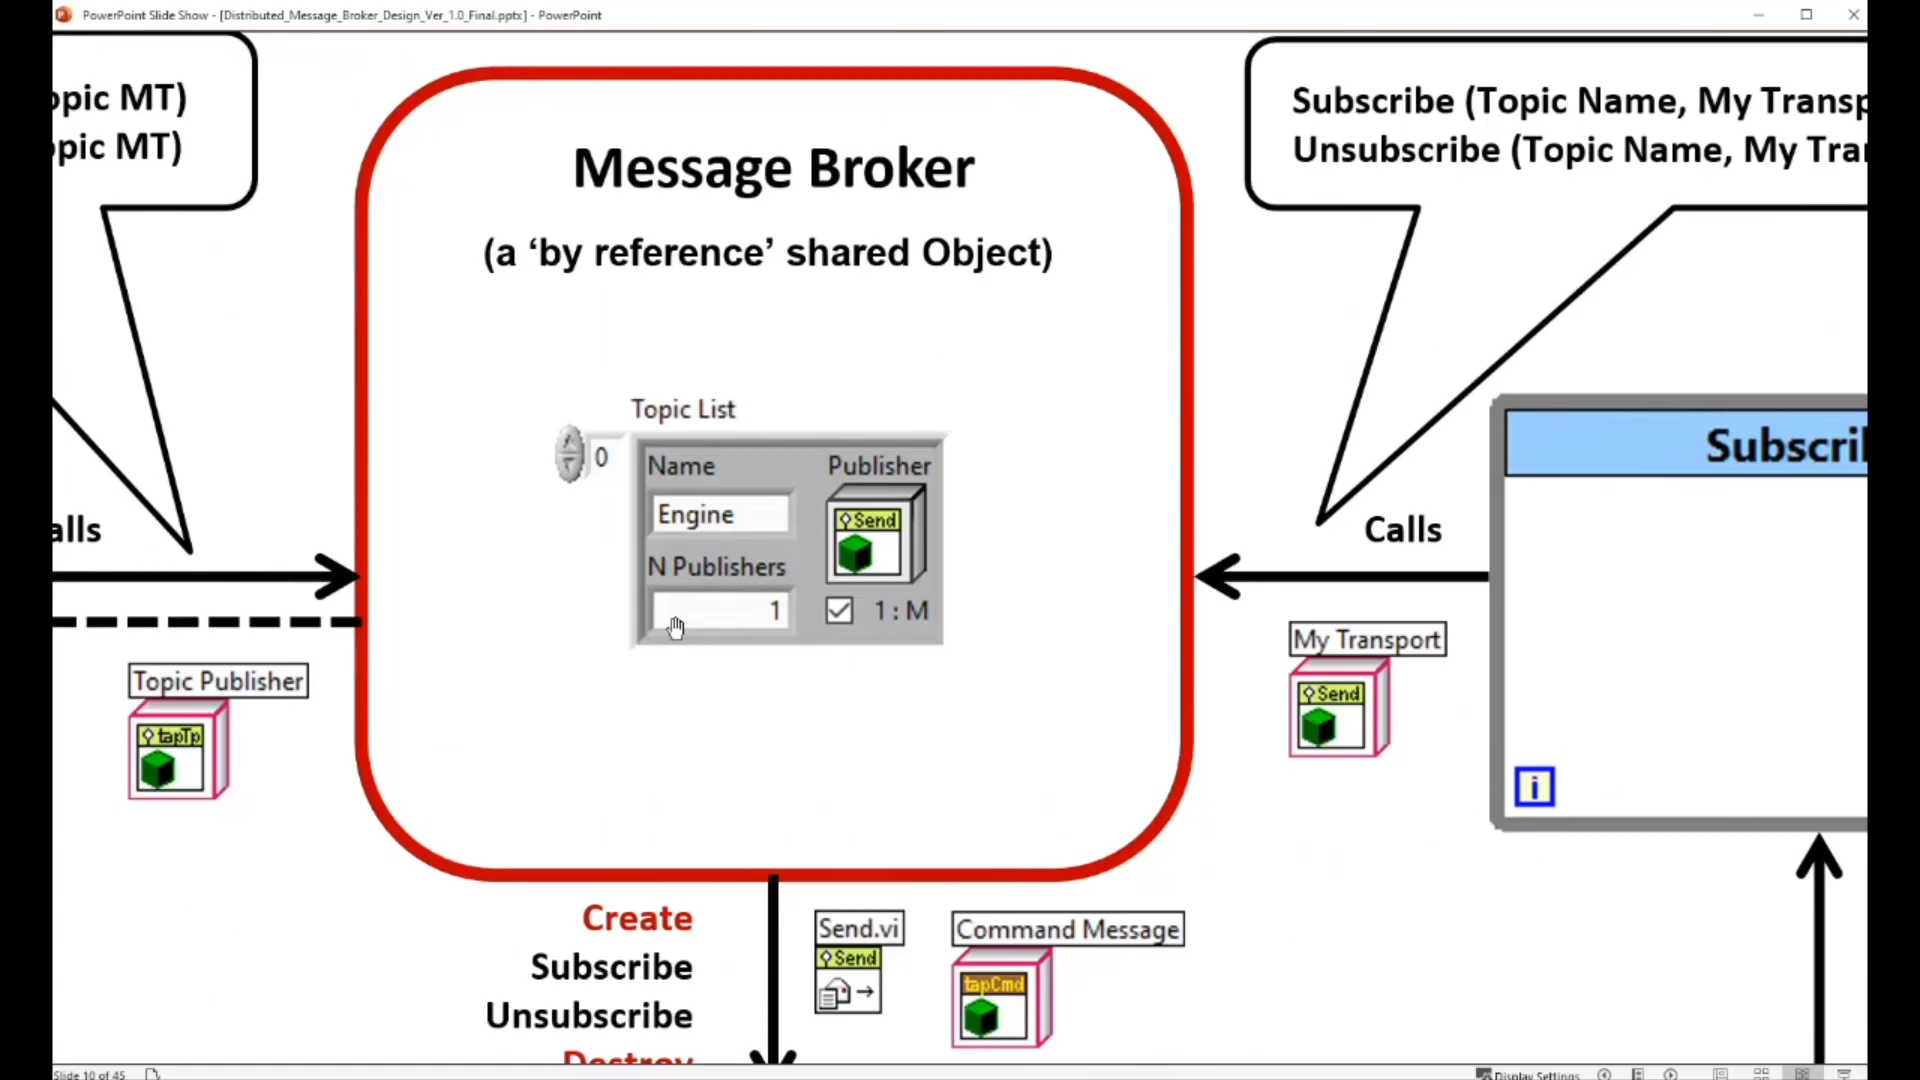 PowerPoint Slide Show - [Distributed_Message_Broker_Design_Ver_1.0_Final.pptx] - PowerPoint
opic MT)
opic MT)
Message Broker
(a ‘by reference’ shared Object)
Subscribe (Topic Name, My Transp
Unsubscribe (Topic Name, My Tra
Topic List
0
Name
Publisher
Engine
Send
N Publishers
1
1 : M
alls
Calls
Subscri
Topic Publisher
tapTp
My Transport
Send
i
Create
Subscribe
Unsubscribe
Destroy
Send.vi
Send
Command Message
tapCmd
Slide 10 of 45
Display Settings